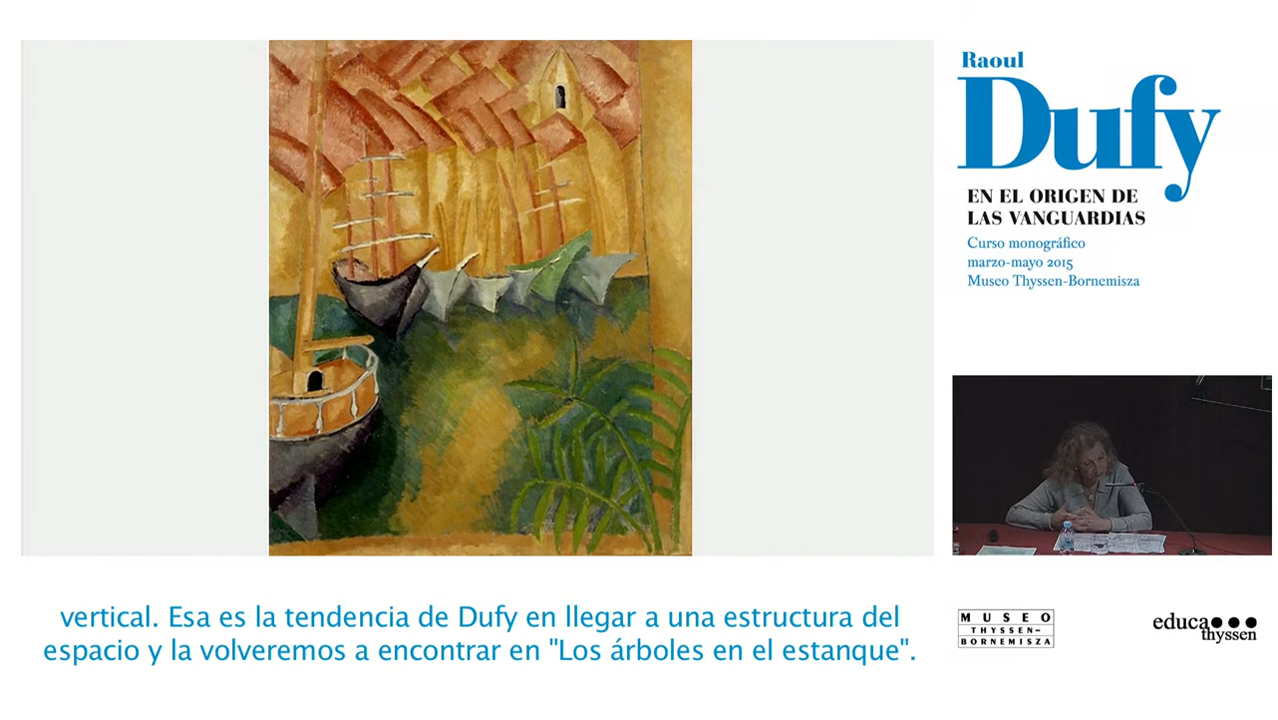 Raoul
Dufy
EN EL ORIGEN DE
LAS VANGUARDIAS
Curso monográfico
marzo-mayo 2015
Museo Thyssen-Bornemisza
vertical. Esa es la tendencia de Dufy en llegar a una estructura del
espacio y la volveremos a encontrar en "Los árboles en el estanque".
MUSEO
THYSSEN-
BORNEMISZA
educa
thyssen